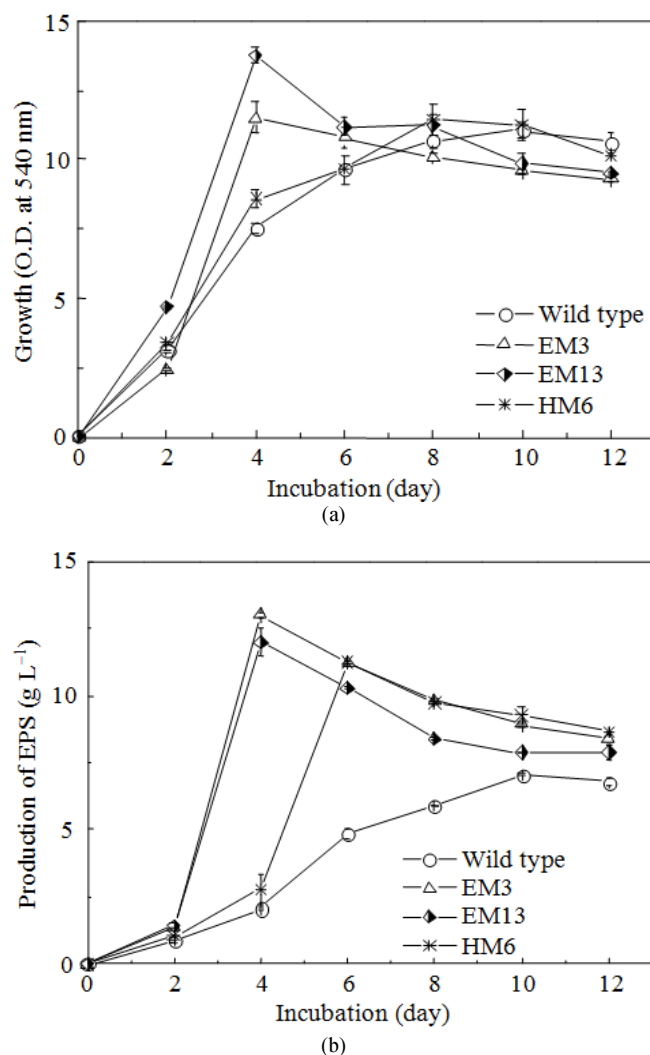 15
10
5
0
Growth (O.D. at 540 nm)
Wild type
EM3
EM13
HM6
0 2 4 6 8 10 12
Incubation (day)
(a)
15
10
5
0
Production of EPS (g L−1)
Wild type
EM3
EM13
HM6
0 2 4 6 8 10 12
Incubation (day)
(b)